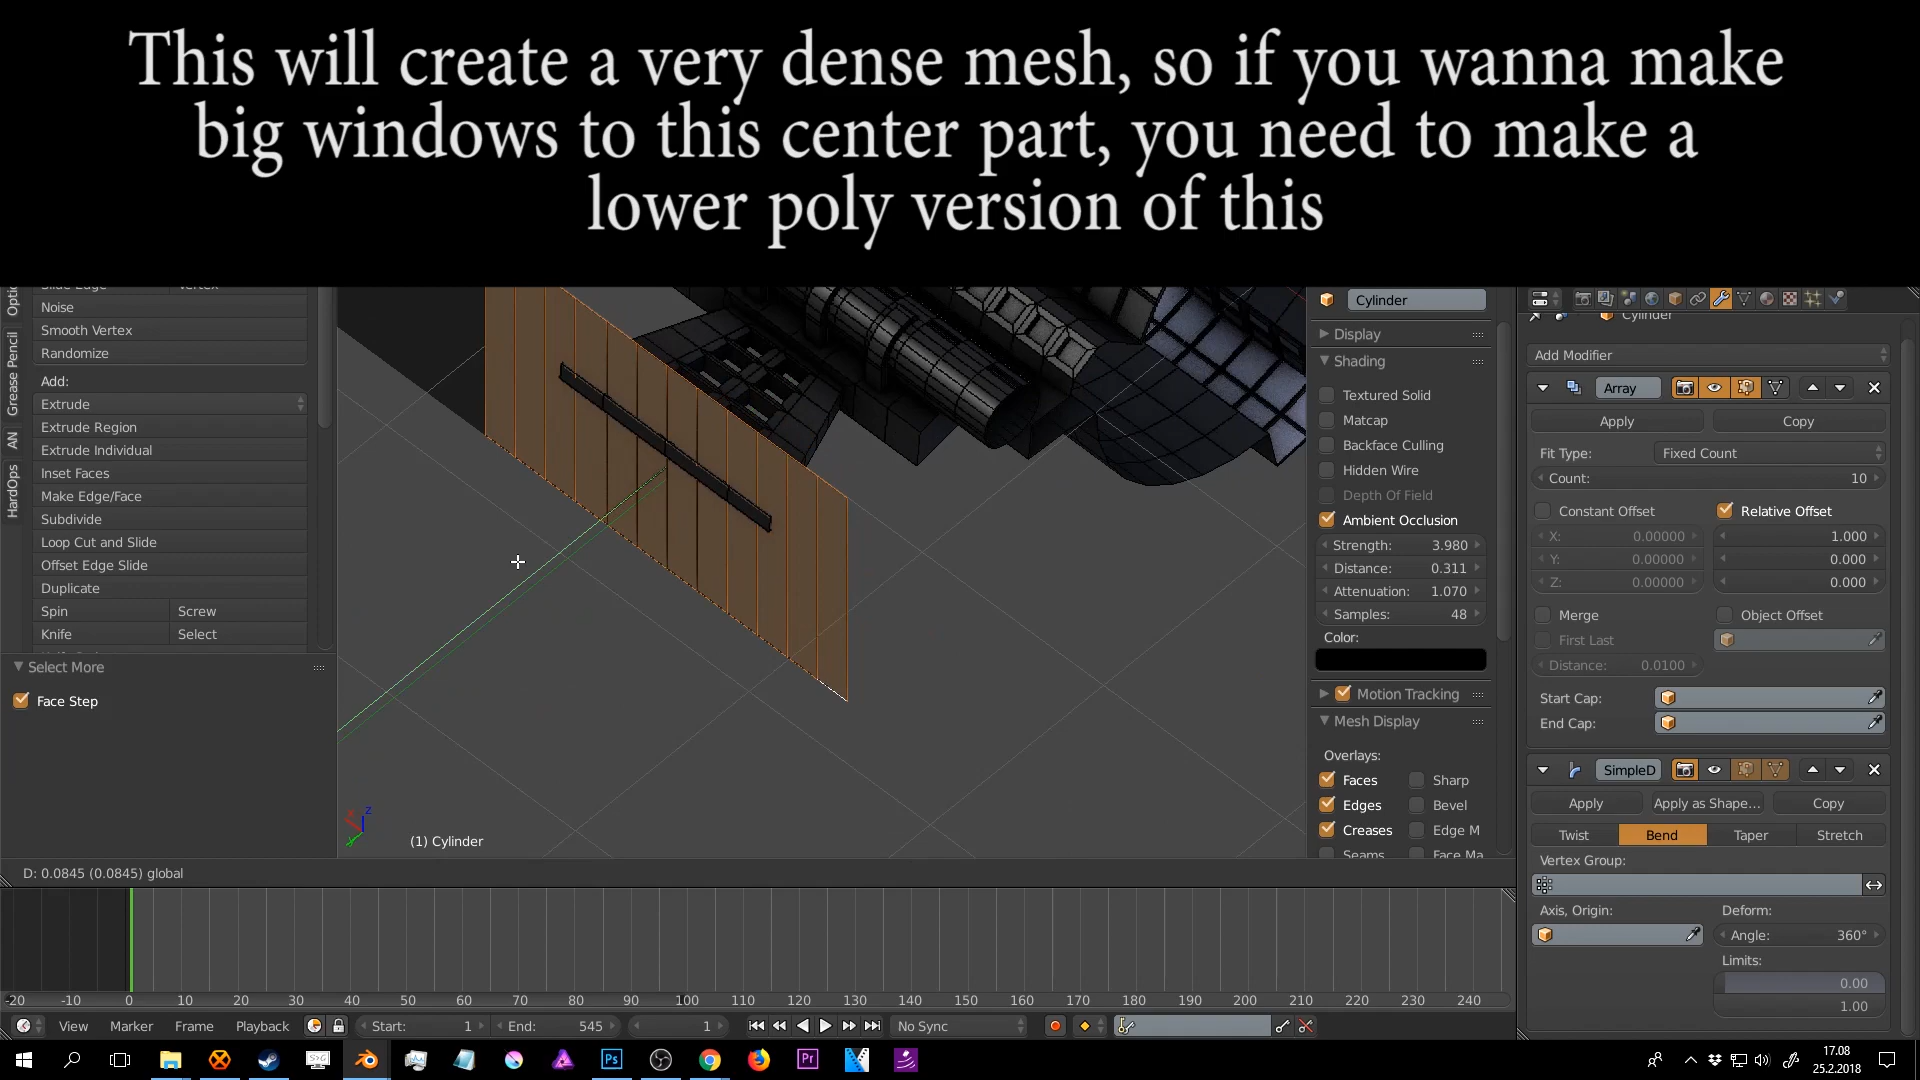 This will create a very dense mesh, so if you wanna make
big windows to this center part, you need to make a
lower poly version of this
Noise
Smooth Vertex
Randomize
Add:
Extrude
Extrude Region
Extrude Individual
Inset Faces
Make Edge/Face
Subdivide
Loop Cut and Slide
Offset Edge Slide
Duplicate
Spin Screw
Knife Select
Grease Pencil
AN
HardOps
Select More
Face Step
(1) Cylinder
D: 0.0845 (0.0845) global
Cylinder
Display
Shading
Textured Solid
Matcap
Backface Culling
Hidden Wire
Depth Of Field
Ambient Occlusion
Strength: 3.980
Distance: 0.311
Attenuation: 1.070
Samples: 48
Color:
Motion Tracking
Mesh Display
Overlays:
Faces Sharp
Edges Bevel
Creases Edge M
Seams Face Ma
Cylinder
Add Modifier
Array
Apply Copy
Fit Type: Fixed Count
Count: 10
Constant Offset Relative Offset
X: 0.00000 1.000
Y: 0.00000 0.000
Z: 0.00000 0.000
Merge Object Offset
First Last
Distance: 0.0100
Start Cap:
End Cap:
SimpleD
Apply Apply as Shape... Copy
Twist Bend Taper Stretch
Vertex Group:
Axis, Origin: Deform:
Angle: 360°
Limits:
0.00
1.00
-20 -10 0 10 20 30 40 50 60 70 80 90 100 110 120 130 140 150 160 170 180 190 200 210 220 230 240
View Marker Frame Playback Start: 1 End: 545 1 No Sync
17.08
25.2.2018